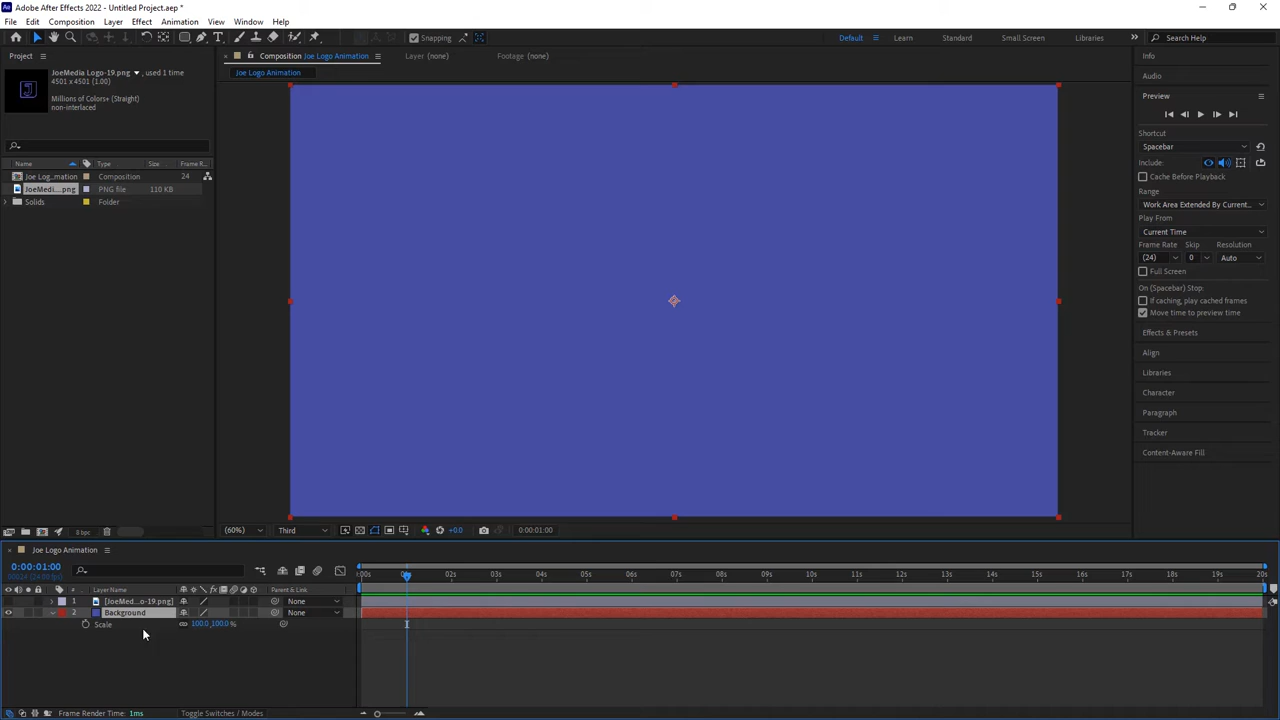 Adobe After Effects 2022 - Untitled Project.aep *
File Edit Composition Layer Effect Animation View Window Help
Snapping
Default Learn Standard Small Screen Libraries Search Help
Project
JoeMedia Logo-19.png, used 1 time
4501 x 4501 (1.00)
Millions of Colors+ (Straight)
non-interlaced
Name Type Size Frame R...
Joe Log...mation Composition 24
JoeMedi....png PNG file 110 KB
Solids Folder
8 bpc
Composition Joe Logo Animation
Layer (none)
Footage (none)
Joe Logo Animation
(60%) Third +0.0 0:00:01:00
Info
Audio
Preview
Shortcut
Spacebar
Include:
Cache Before Playback
Range
Work Area Extended By Current...
Play From
Current Time
Frame Rate Skip Resolution
(24) 0 Auto
Full Screen
On (Spacebar) Stop:
If caching, play cached frames
Move time to preview time
Effects & Presets
Align
Libraries
Character
Paragraph
Tracker
Content-Aware Fill
Joe Logo Animation
0:00:01:00
# Layer Name Parent & Link
1 [JoeMed...o-19.png] None
2 Background None
Scale 100.0,100.0 %
:00s 02s 03s 04s 05s 06s 07s 08s 09s 10s 11s 12s 13s 14s 15s 16s 17s 18s 19s 20s
Frame Render Time: 1ms
Toggle Switches / Modes